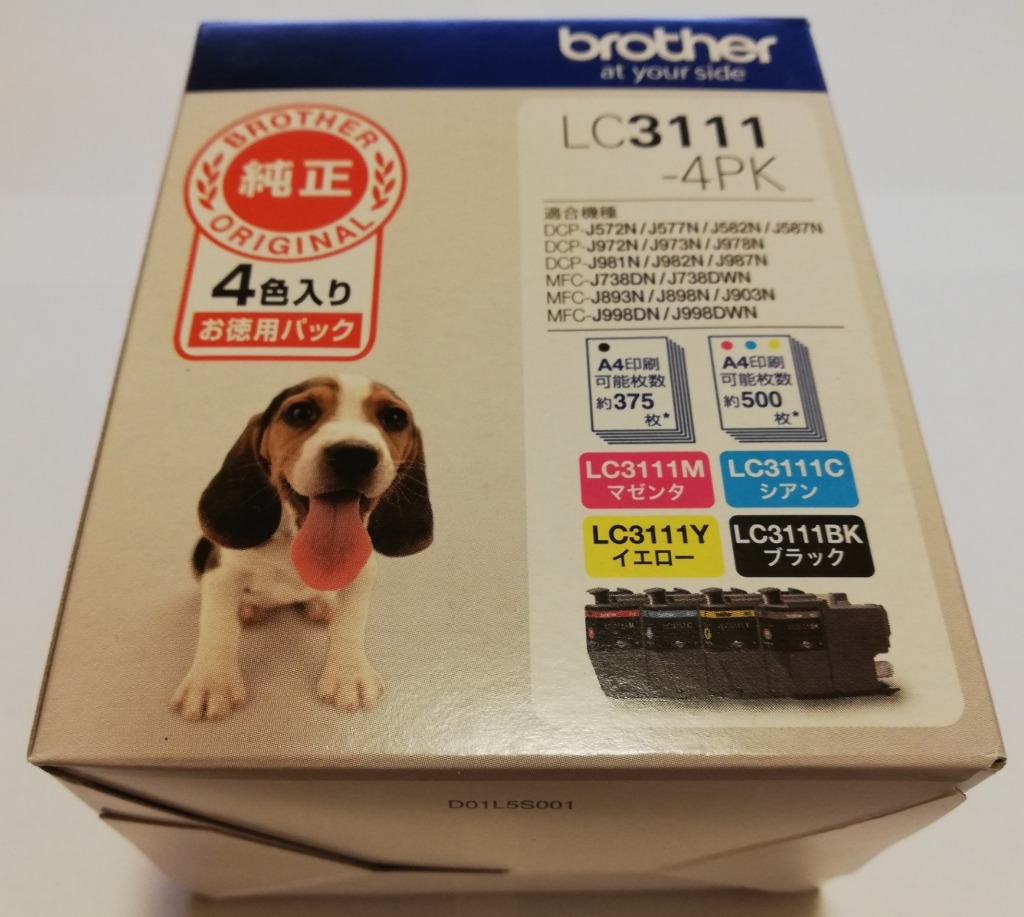 brother
at your side
BROTHER
純正
ORIGINAL
4色入り
お徳用パック
LC3111
-4PK
適合機種
DCP-J572N / J577N / J582N / J587N
DCP-J972N / J973N / J978N
DCP-J981N / J982N / J987N
MFC-J738DN / J738DWN
MFC-J893N / J898N / J903N
MFC-J998DN / J998DWN
A4印刷
可能枚数
約375
枚*
A4印刷
可能枚数
約500
枚*
LC3111M
マゼンタ
LC3111C
シアン
LC3111Y
イエロー
LC3111BK
ブラック
D01L5S001